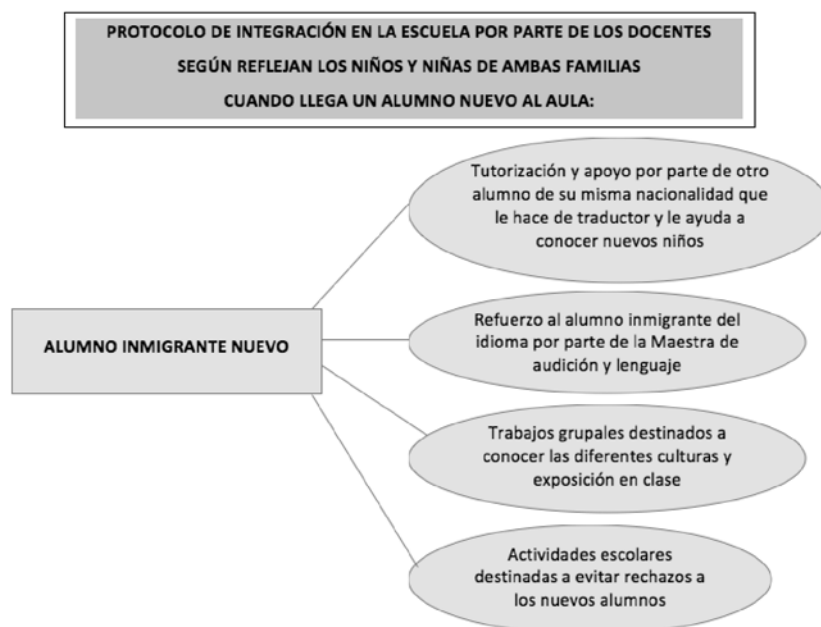 PROTOCOLO DE INTEGRACIÓN EN LA ESCUELA POR PARTE DE LOS DOCENTES
SEGÚN REFLEJAN LOS NIÑOS Y NIÑAS DE AMBAS FAMILIAS
CUANDO LLEGA UN ALUMNO NUEVO AL AULA:
ALUMNO INMIGRANTE NUEVO
Tutorización y apoyo por parte de otro
alumno de su misma nacionalidad que
le hace de traductor y le ayuda a
conocer nuevos niños
Refuerzo al alumno inmigrante del
idioma por parte de la Maestra de
audición y lenguaje
Trabajos grupales destinados a
conocer las diferentes culturas y
exposición en clase
Actividades escolares
destinadas a evitar rechazos a
los nuevos alumnos